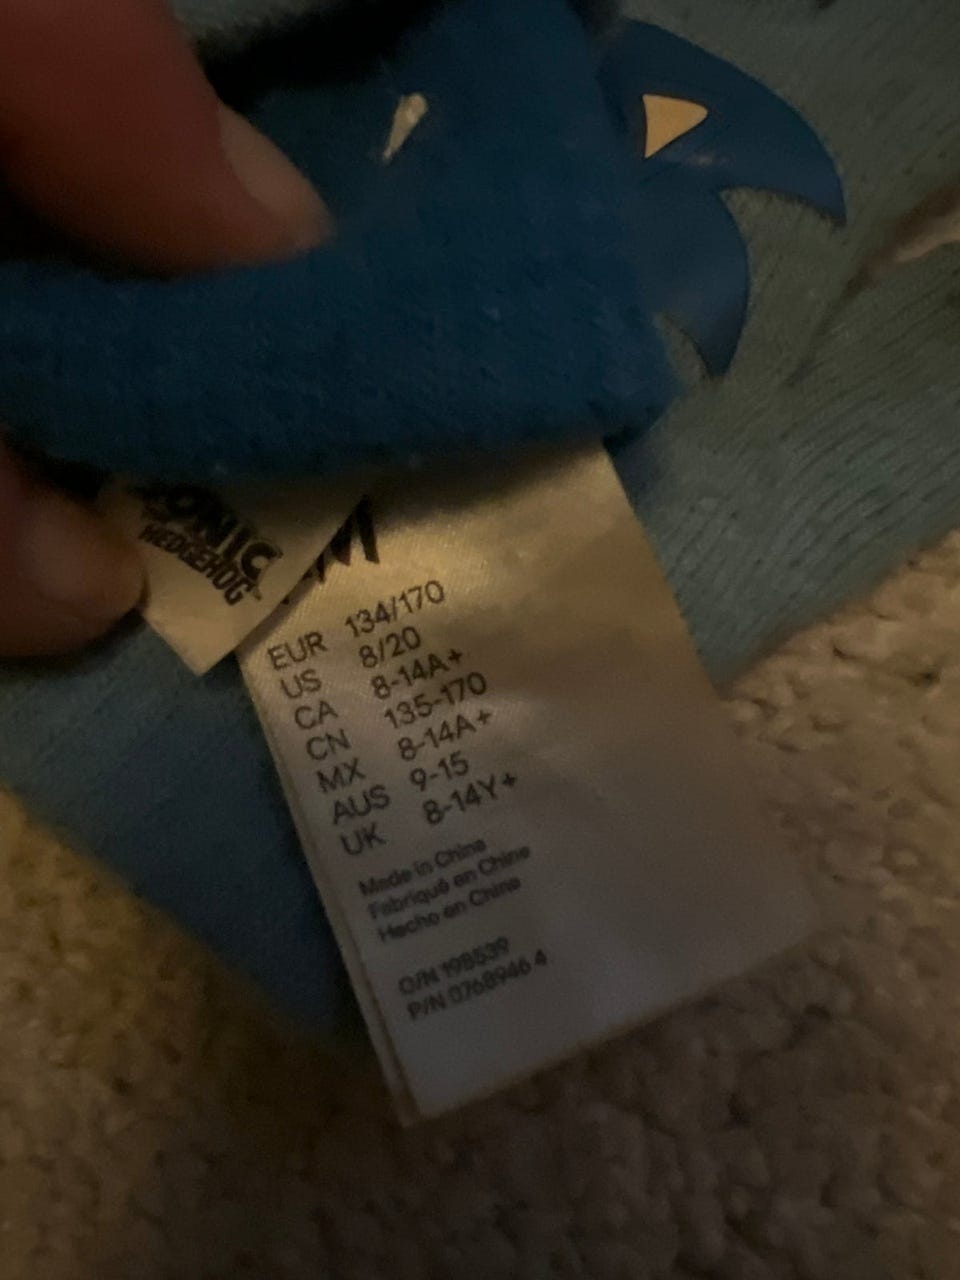 SONIC
HEDGEHOG
M
EUR 134/170
US 8/20
CA 8-14A+
CN 135-170
MX 8-14A+
AUS 9-15
UK 8-14Y+
Made in China
Fabriqué en Chine
Hecho en China
O/N 198539
P/N 0768946 4